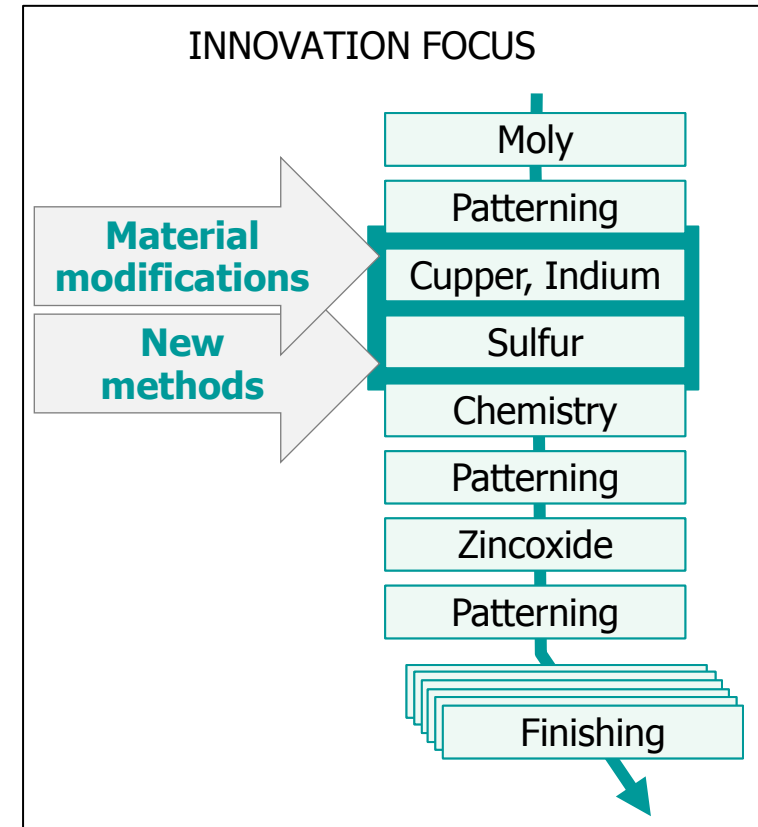 INNOVATION FOCUS
Moly
Patterning
Material
modifications
Cupper, Indium
New
methods
Sulfur
Chemistry
Patterning
Zincoxide
Patterning
Finishing